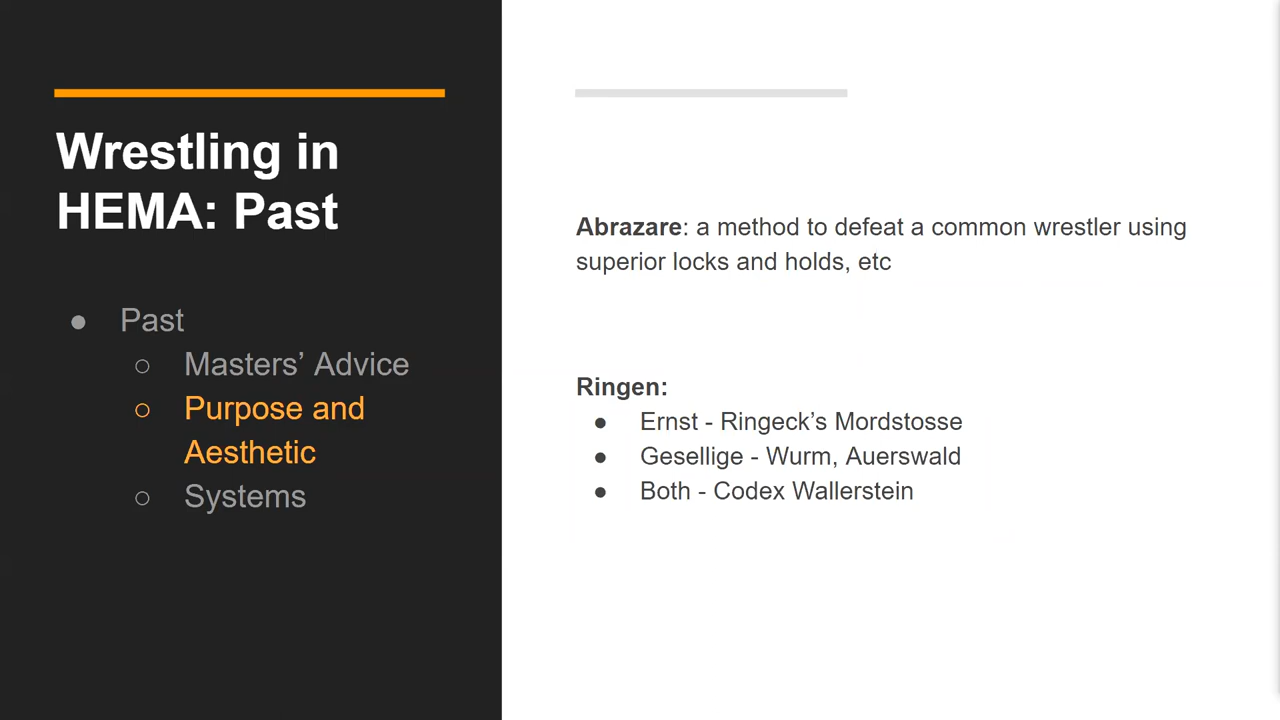 Wrestling in
HEMA: Past
● Past
○ Masters’ Advice
○ Purpose and
Aesthetic
○ Systems
Abrazare: a method to defeat a common wrestler using
superior locks and holds, etc
Ringen:
● Ernst - Ringeck’s Mordstosse
● Gesellige - Wurm, Auerswald
● Both - Codex Wallerstein